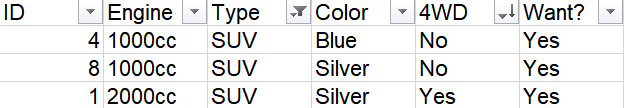 ID Engine Type Color 4WD Want?
4 1000cc SUV Blue No Yes
8 1000cc SUV Silver No Yes
1 2000cc SUV Silver Yes Yes